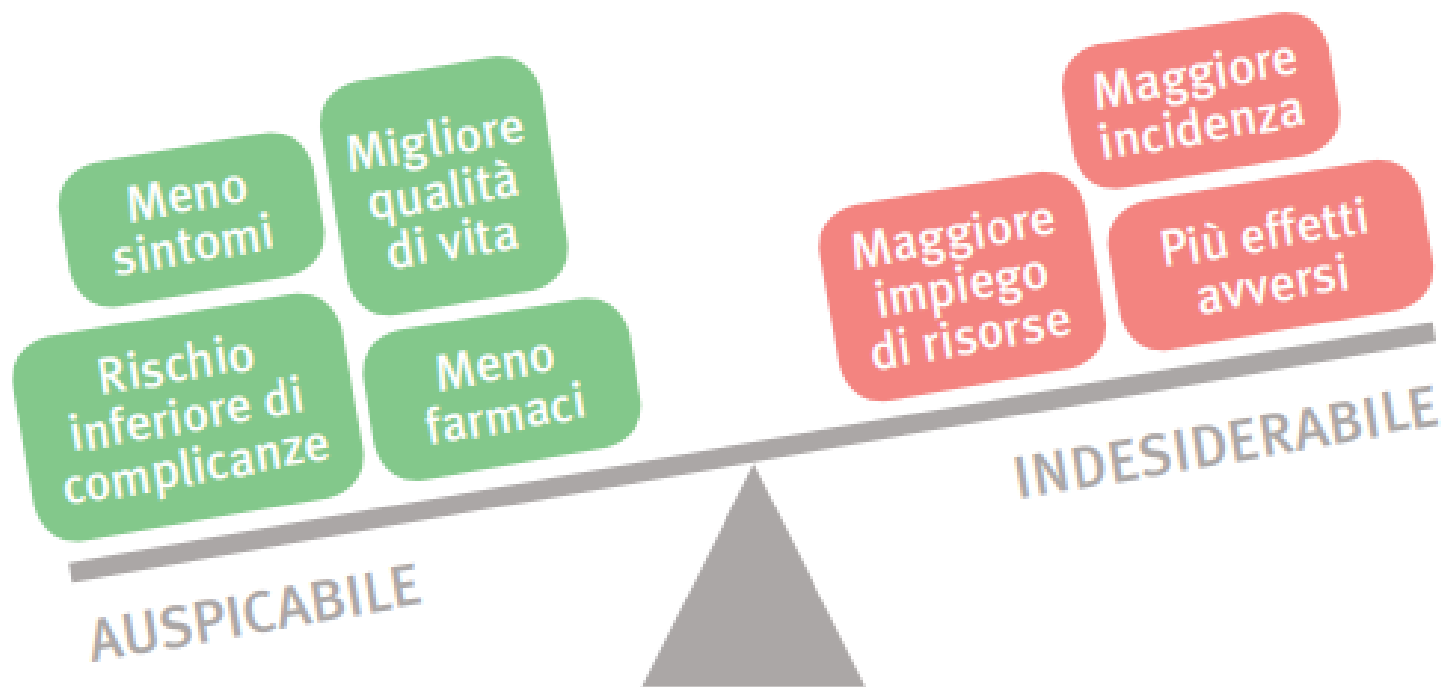 Meno
sintomi
Migliore
qualità
di vita
Rischio
inferiore di
complicanze
Meno
farmaci
AUSPICABILE
Maggiore
incidenza
Maggiore
impiego
di risorse
Più effetti
avversi
INDESIDERABILE